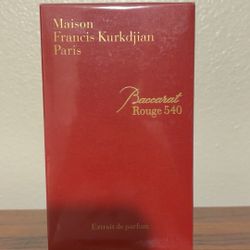 Maison
Francis Kurkdjian
Paris
Baccarat
Rouge 540
Extrait de parfum